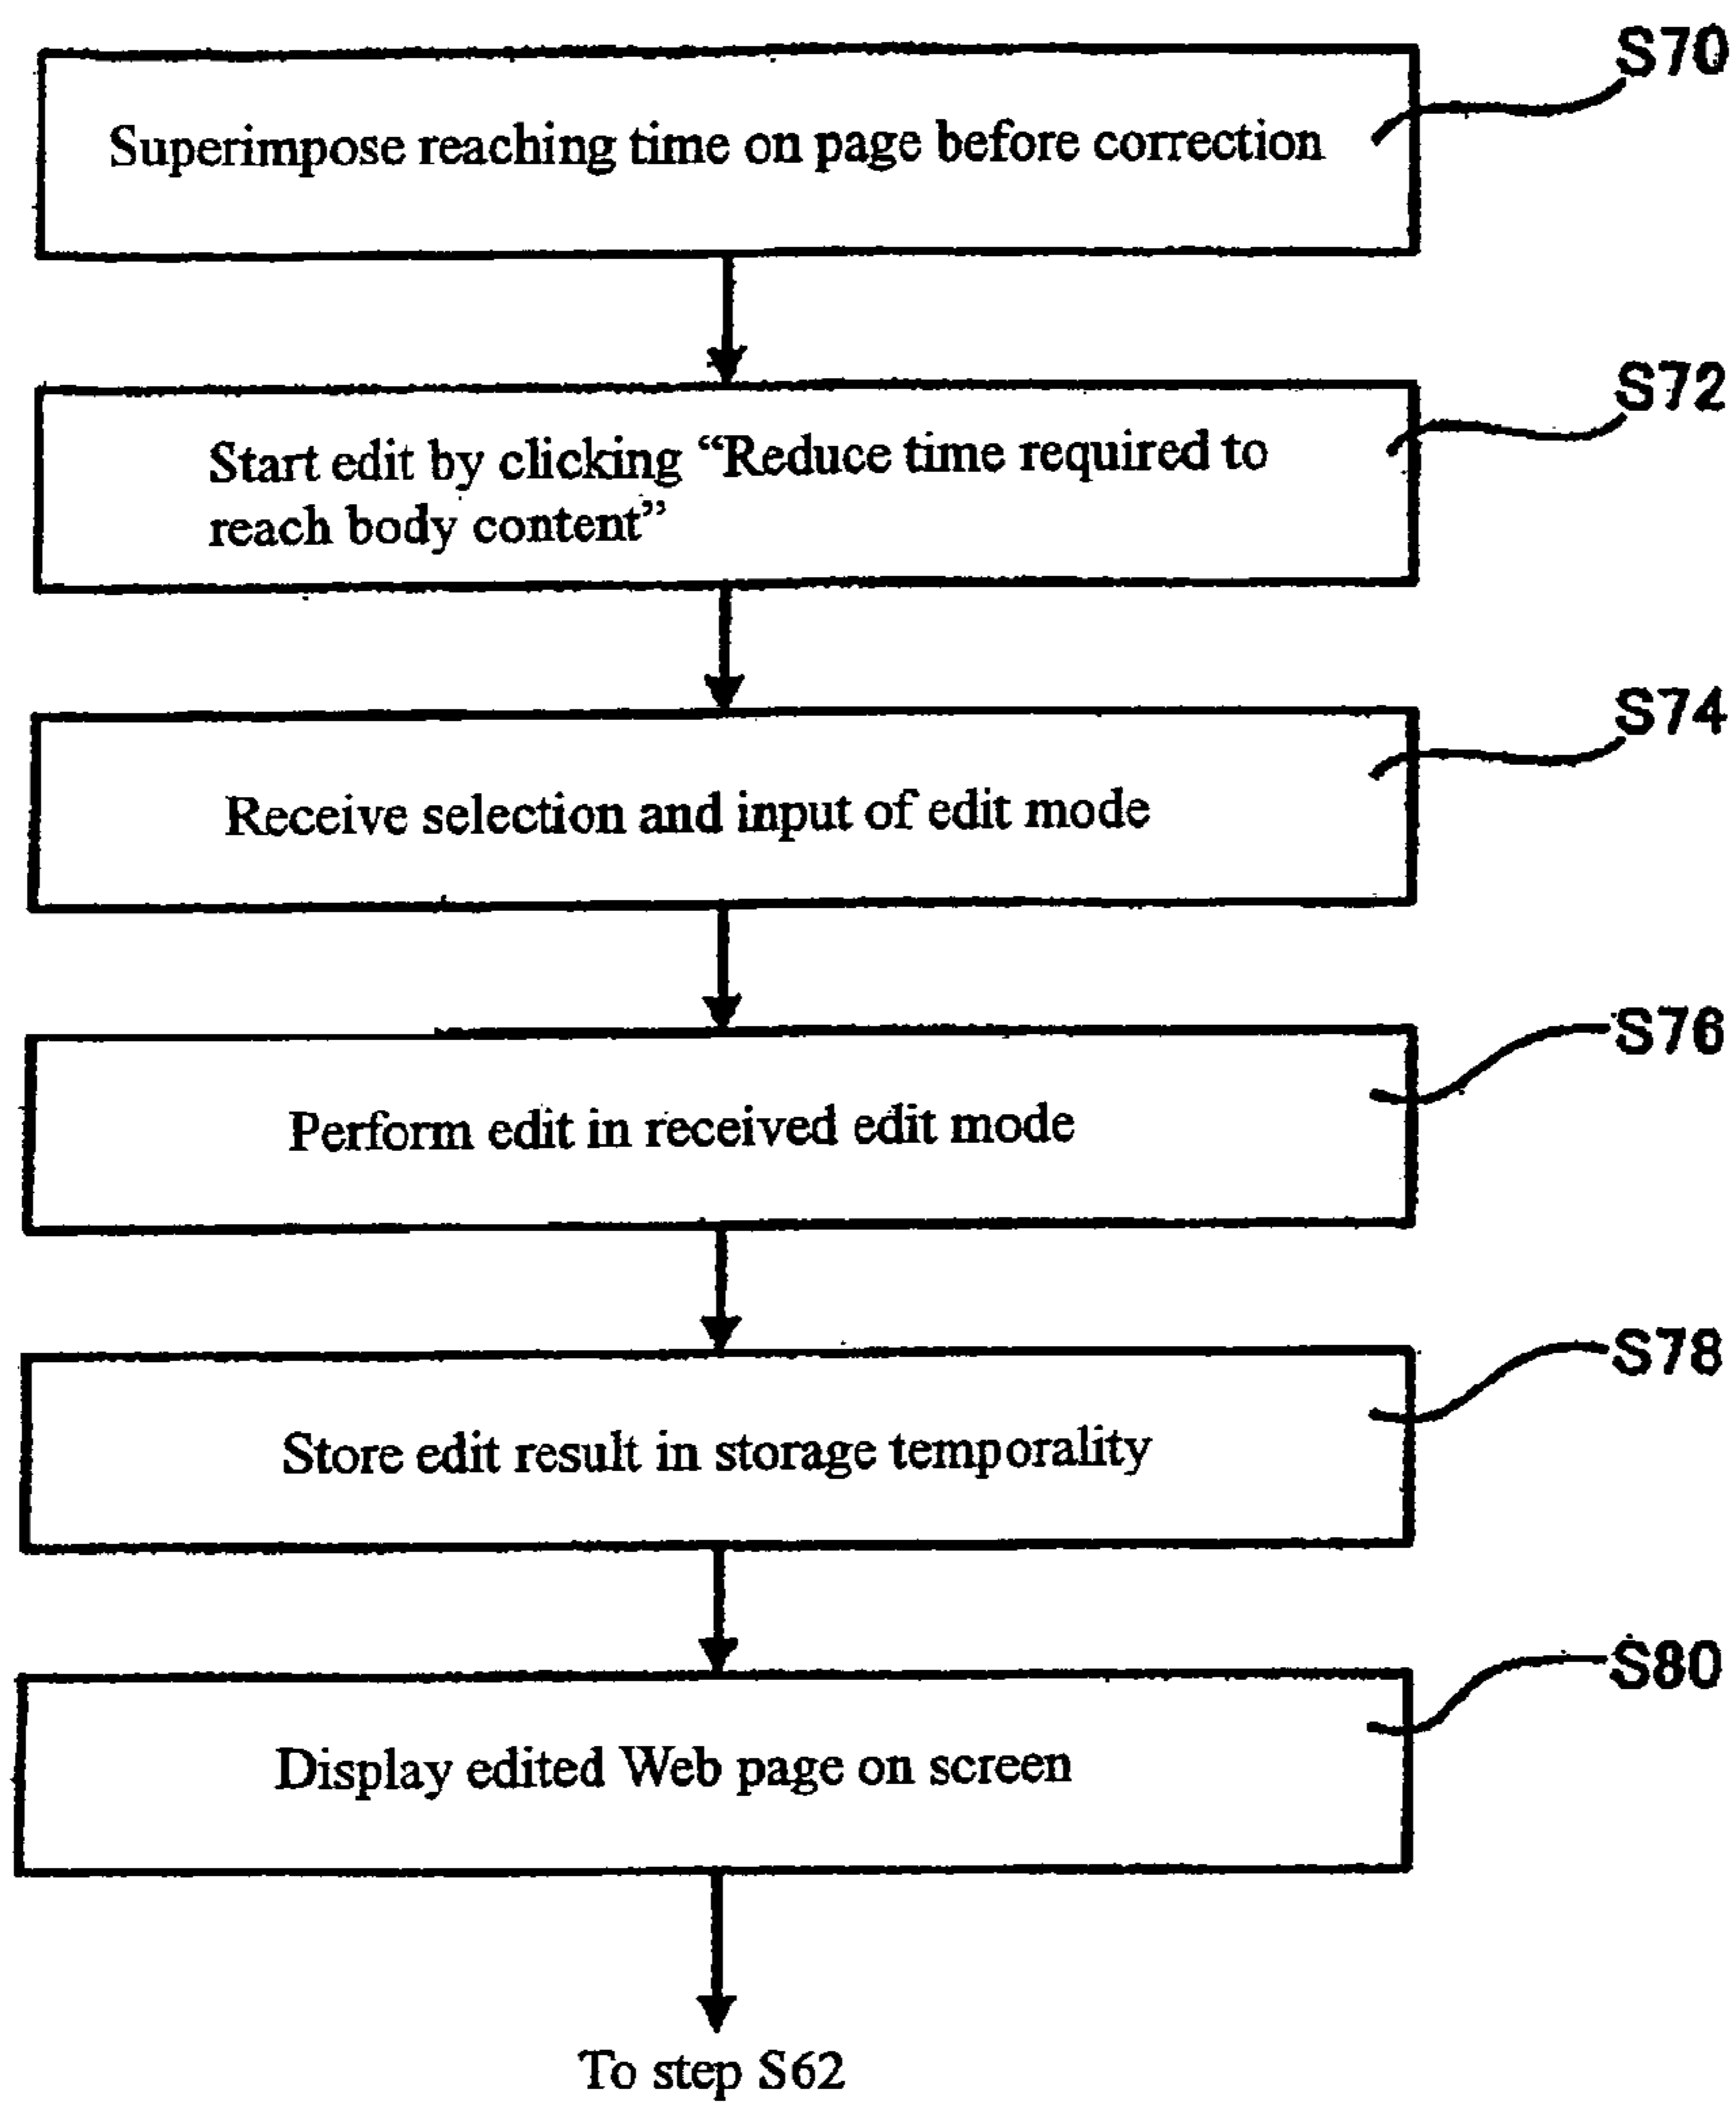 S70
Superimpose reaching time on page before correction
S72
Start edit by clicking “Reduce time required to
reach body content”
S74
Receive selection and input of edit mode
S76
Perform edit in received edit mode
S78
Store edit result in storage temporality
S80
Display edited Web page on screen
To step S62